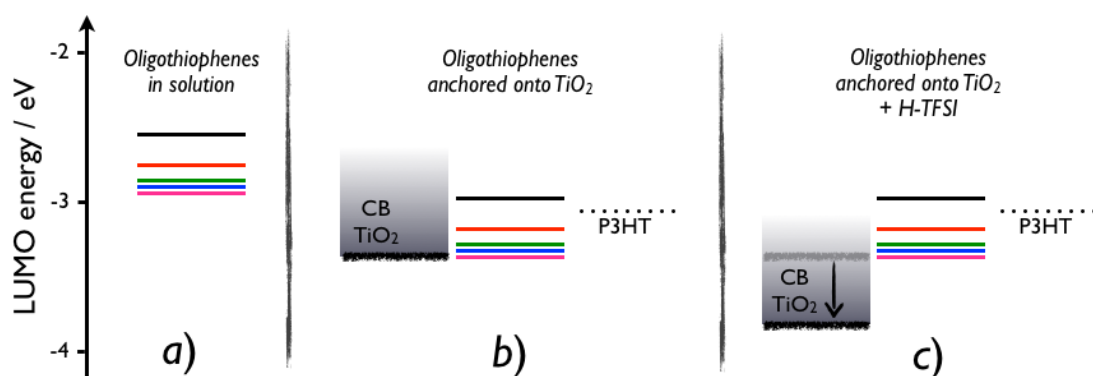 LUMO energy / eV
-2
-3
-4
Oligothiophenes
in solution
a)
Oligothiophenes
anchored onto TiO2
CB
TiO2
P3HT
b)
Oligothiophenes
anchored onto TiO2
+ H-TFSI
CB
TiO2
P3HT
c)